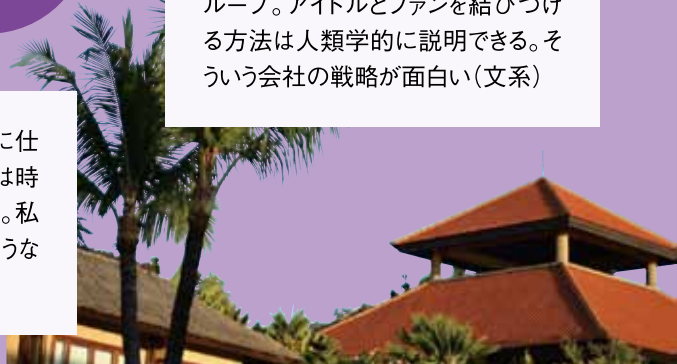 ループ。アイドルとファンを結びつけ
る方法は人類学的に説明できる。そ
ういう会社の戦略が面白い（文系）
に仕
は時
。私
うな